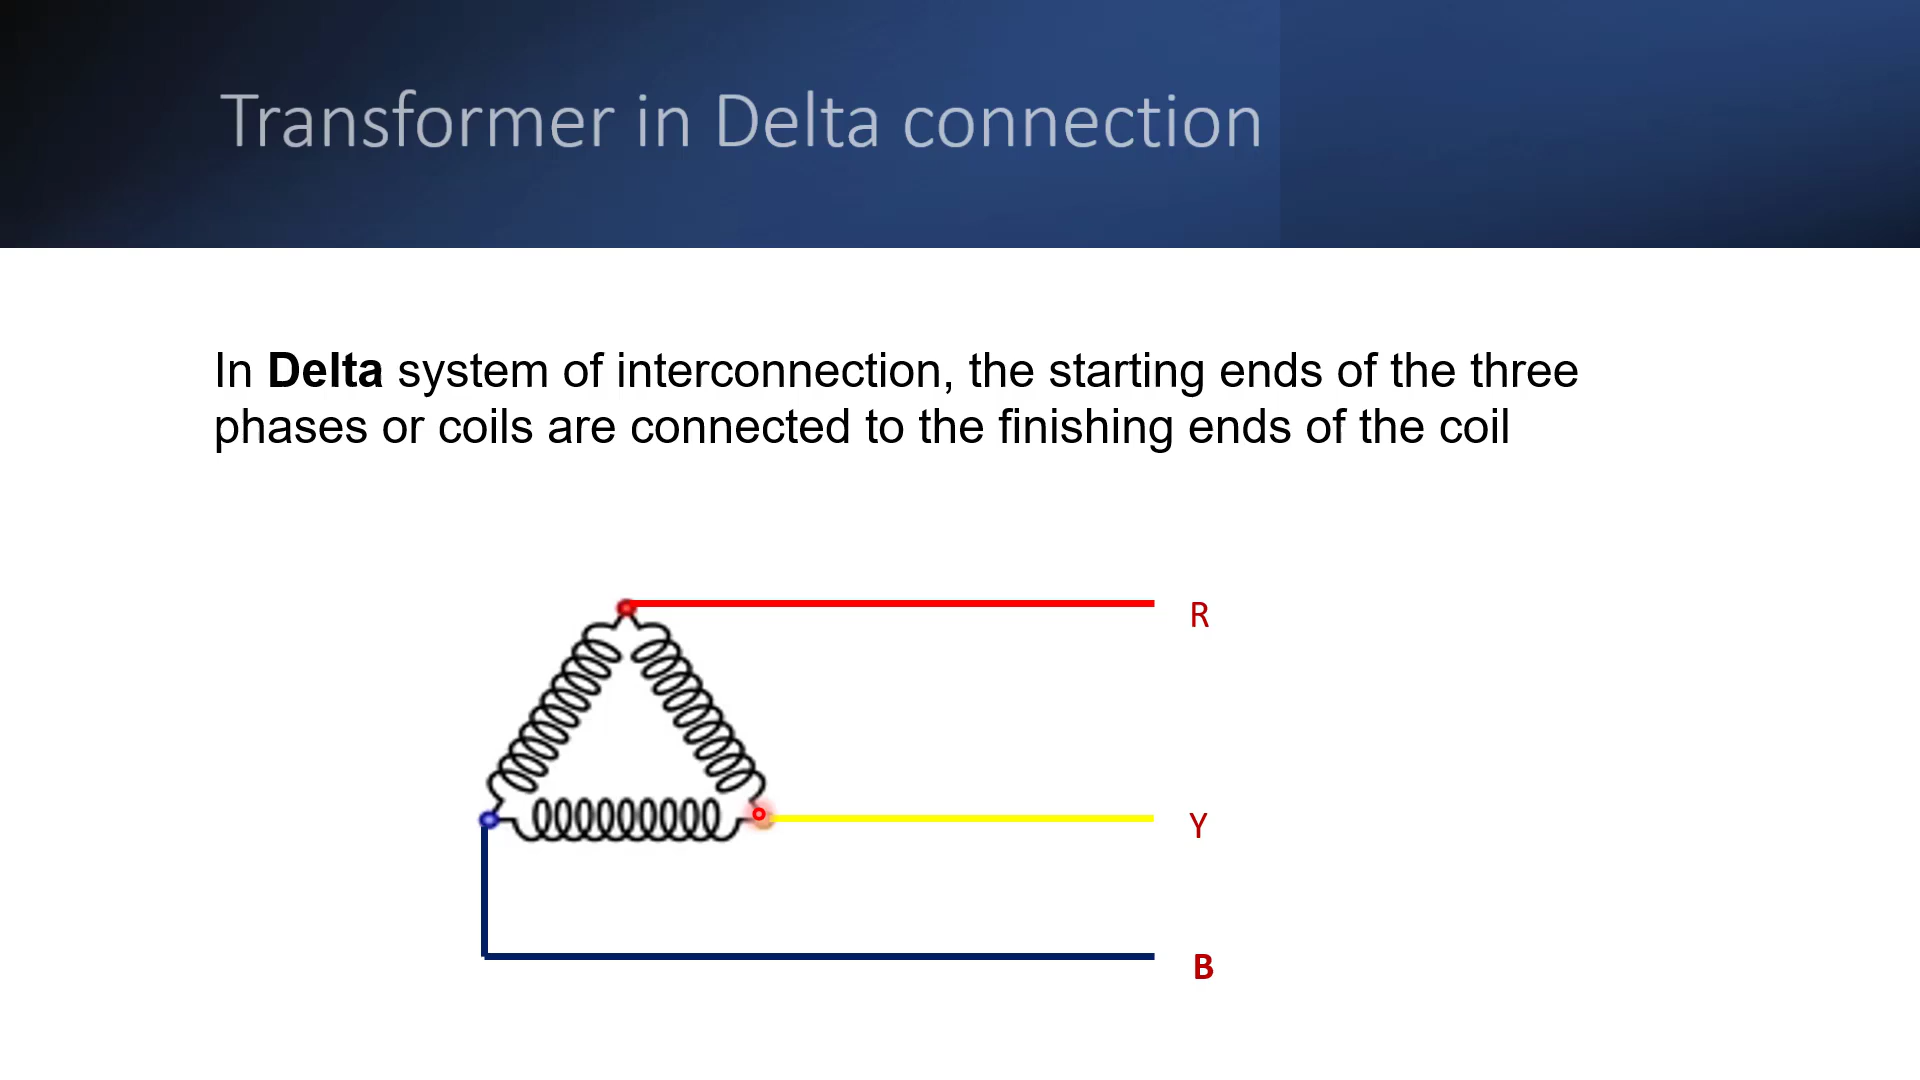 Transformer in Delta connection
In Delta system of interconnection, the starting ends of the three
phases or coils are connected to the finishing ends of the coil
R
Y
B